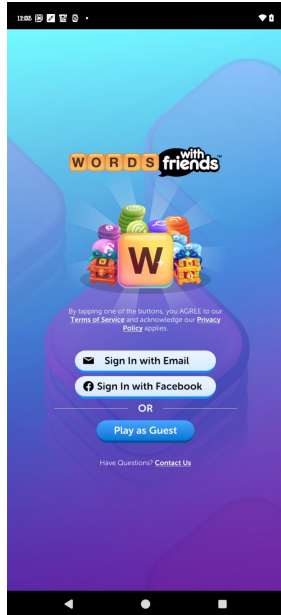 12:05
WORDS
with
friends
W
By tapping one of the buttons, you AGREE to our
Terms of Service and acknowledge our Privacy
Policy applies.
Sign In with Email
Sign In with Facebook
OR
Play as Guest
Have Questions? Contact Us